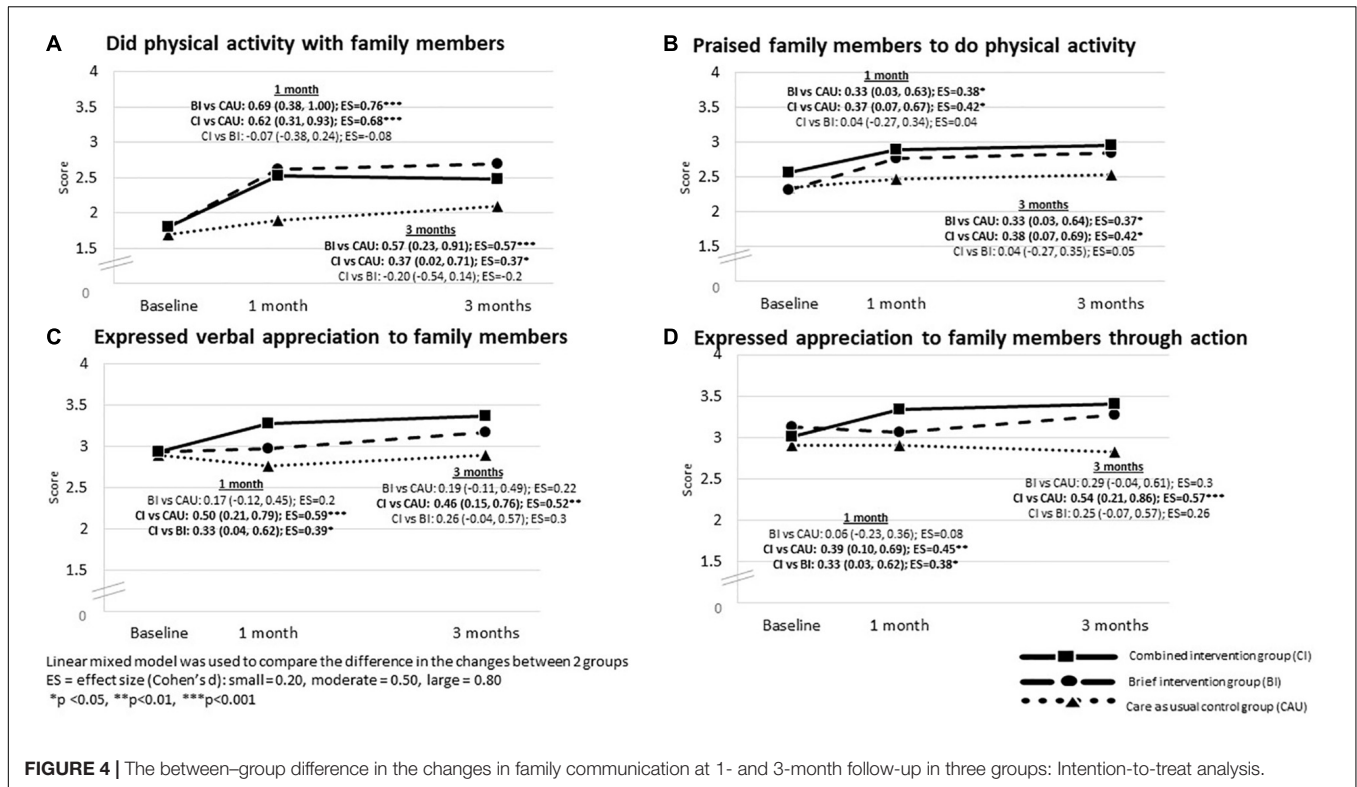 A Did physical activity with family members
4
3.5
3
2.5
2
1.5
0
Score
1 month
BI vs CAU: 0.69 (0.38, 1.00); ES=0.76***
CI vs CAU: 0.62 (0.31, 0.93); ES=0.68***
CI vs BI: -0.07 (-0.38, 0.24); ES=-0.08
3 months
BI vs CAU: 0.57 (0.23, 0.91); ES=0.57***
CI vs CAU: 0.37 (0.02, 0.71); ES=0.37*
CI vs BI: -0.20 (-0.54, 0.14); ES=-0.2
Baseline 1 month 3 months
B Praised family members to do physical activity
4
3.5
3
2.5
2
1.5
0
Score
1 month
BI vs CAU: 0.33 (0.03, 0.63); ES=0.38*
CI vs CAU: 0.37 (0.07, 0.67); ES=0.42*
CI vs BI: 0.04 (-0.27, 0.34); ES=0.04
3 months
BI vs CAU: 0.33 (0.03, 0.64); ES=0.37*
CI vs CAU: 0.38 (0.07, 0.69); ES=0.42*
CI vs BI: 0.04 (-0.27, 0.35); ES=0.05
Baseline 1 month 3 months
C Expressed verbal appreciation to family members
4
3.5
3
2.5
2
1.5
0
Score
1 month
BI vs CAU: 0.17 (-0.12, 0.45); ES=0.2
CI vs CAU: 0.50 (0.21, 0.79); ES=0.59***
CI vs BI: 0.33 (0.04, 0.62); ES=0.39*
3 months
BI vs CAU: 0.19 (-0.11, 0.49); ES=0.22
CI vs CAU: 0.46 (0.15, 0.76); ES=0.52**
CI vs BI: 0.26 (-0.04, 0.57); ES=0.3
Baseline 1 month 3 months
D Expressed appreciation to family members through action
4
3.5
3
2.5
2
1.5
0
Score
1 month
BI vs CAU: 0.06 (-0.23, 0.36); ES=0.08
CI vs CAU: 0.39 (0.10, 0.69); ES=0.45**
CI vs BI: 0.33 (0.03, 0.62); ES=0.38*
3 months
BI vs CAU: 0.29 (-0.04, 0.61); ES=0.3
CI vs CAU: 0.54 (0.21, 0.86); ES=0.57***
CI vs BI: 0.25 (-0.07, 0.57); ES=0.26
Baseline 1 month 3 months
Linear mixed model was used to compare the difference in the changes between 2 groups
ES = effect size (Cohen's d): small=0.20, moderate=0.50, large=0.80
*p <0.05, **p<0.01, ***p<0.001
Combined intervention group (CI)
Brief intervention group (BI)
Care as usual control group (CAU)
FIGURE 4 | The between–group difference in the changes in family communication at 1- and 3-month follow-up in three groups: Intention-to-treat analysis.